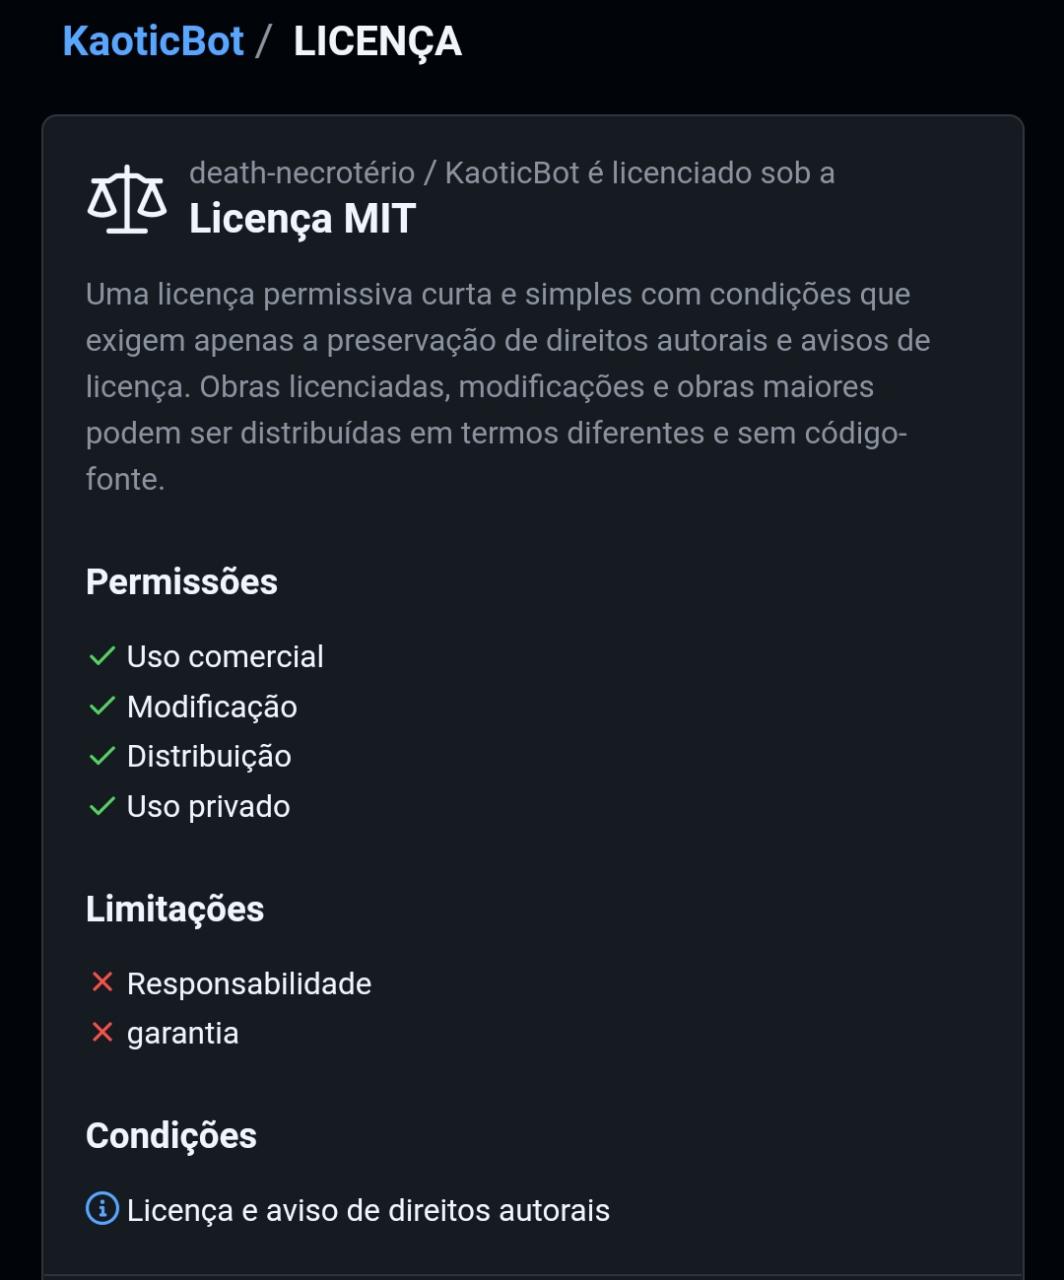 KaoticBot / LICENÇA
death-necrotério / KaoticBot é licenciado sob a
Licença MIT
Uma licença permissiva curta e simples com condições que
exigem apenas a preservação de direitos autorais e avisos de
licença. Obras licenciadas, modificações e obras maiores
podem ser distribuídas em termos diferentes e sem código-
fonte.
Permissões
Uso comercial
Modificação
Distribuição
Uso privado
Limitações
Responsabilidade
garantia
Condições
Licença e aviso de direitos autorais